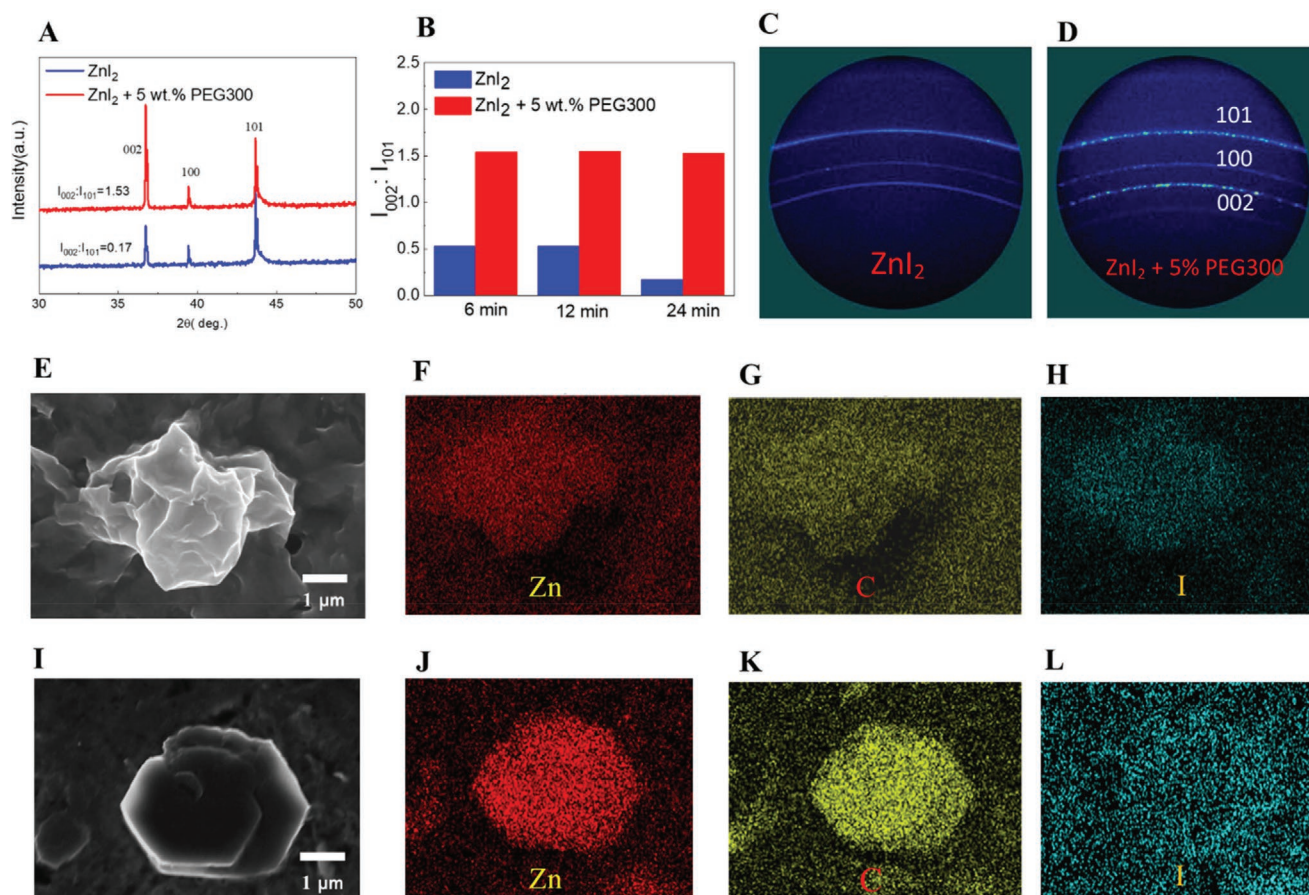 A
ZnI₂
ZnI₂ + 5 wt.% PEG300
002
100
101
I₀₀₂:I₁₀₁=1.53
I₀₀₂:I₁₀₁=0.17
Intensity(a.u.)
30 35 40 45 50
2θ( deg.)
B
ZnI₂
ZnI₂ + 5 wt.% PEG300
I₀₀₂: I₁₀₁
2.5
2.0
1.5
1.0
0.5
0.0
6 min 12 min 24 min
C
ZnI₂
D
101
100
002
ZnI₂ + 5% PEG300
E
1 µm
F
Zn
G
C
H
I
I
1 µm
J
Zn
K
C
L
I